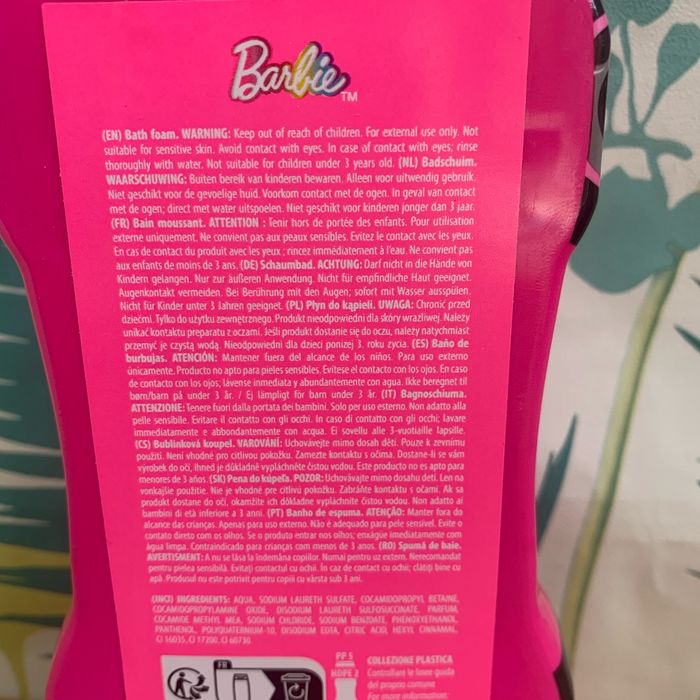 Barbie
TM
(EN) Bath foam. WARNING: Keep out of reach of children. For external use only. Not
suitable for sensitive skin. Avoid contact with eyes. In case of contact with eyes; rinse
thoroughly with water. Not suitable for children under 3 years old. (NL) Badschuim.
WAARSCHUWING: Buiten bereik van kinderen bewaren. Alleen voor uitwendig gebruik.
Niet geschikt voor de gevoelige huid. Voorkom contact met de ogen. In geval van contact
met de ogen; direct met water uitspoelen. Niet geschikt voor kinderen jonger dan 3 jaar.
(FR) Bain moussant. ATTENTION : Tenir hors de portée des enfants. Pour utilisation
externe uniquement. Ne convient pas aux peaux sensibles. Evitez le contact avec les yeux.
En cas de contact du produit avec les yeux ; rincez immédiatement à l'eau. Ne convient pas
aux enfants de moins de 3 ans. (DE) Schaumbad. ACHTUNG: Darf nicht in die Hände von
Kindern gelangen. Nur zur äußeren Anwendung. Nicht für empfindliche Haut geeignet.
Augenkontakt vermeiden. Bei Berührung mit den Augen; sofort mit Wasser ausspülen.
Nicht für Kinder unter 3 Jahren geeignet. (PL) Płyn do kąpieli. UWAGA: Chronić przed
dziećmi. Tylko do użytku zewnętrznego. Produkt nieodpowiedni dla skóry wrażliwej. Należy
unikać kontaktu preparatu z oczami. Jeśli produkt dostanie się do oczu, należy natychmiast
przemyć je czystą wodą. Nieodpowiedni dla dzieci ponizej 3. roku życia. (ES) Baño de
burbujas. ATENCIÓN: Mantener fuera del alcance de los niños. Para uso externo
únicamente. Producto no apto para pieles sensibles. Evítese el contacto con los ojos. En caso
de contacto con los ojos; lávense inmediata y abundantemente con agua. Ikke beregnet til
børn/barn på under 3 år. / Ej lämpligt för barn under 3 år. (IT) Bagnoschiuma.
ATTENZIONE: Tenere fuori dalla portata dei bambini. Solo per uso esterno. Non adatto alla
pelle sensibile. Evitare il contatto con gli occhi. In caso di contatto con gli occhi; lavare
immediatamente e abbondantemente con acqua. Ei sovellu alle 3-vuotiaille lapsille.
(CS) Bublinková koupel. VAROVÁNÍ: Uchovávejte mimo dosah dětí. Pouze k zevnímu
použití. Není vhodné pro citlivou pokožku. Zamezte kontaktu s očima. Dostane-li se vám
výrobek do očí, ihned je důkladně vypláchněte čistou vodou. Este producto no es apto para
menores de 3 años. (SK) Pena do kúpeľa. POZOR: Uchovávajte mimo dosahu detí. Len na
vonkajšie použitie. Nie je vhodné pre citlivú pokožku. Zabráňte kontaktu s očami. Ak sa
produkt dostane do očí, okamžite ich dôkladne vypláchnite čistou vodou. Non adatto ai
bambini di età inferiore a 3 anni. (PT) Banho de espuma. ATENÇÃO: Manter fora do
alcance das crianças. Apenas para uso externo. Não é adequado para pele sensível. Evite o
contato direto com os olhos. Se o produto entrar nos olhos; enxágue imediatamente com
água limpa. Contraindicado para crianças com menos de 3 anos. (RO) Spumă de baie.
AVERTISMENT: A nu se lăsa la îndemâna copiilor. Numai pentru uz extern. Nerecomandat
pentru pielea sensibilă. Evitați contactul cu ochii. În caz de contact cu ochii; clătiți bine cu
apă. Produsul nu este potrivit pentru copii cu vârsta sub 3 ani.
(INCI) INGREDIENTS: AQUA, SODIUM LAURETH SULFATE, COCAMIDOPROPYL BETAINE,
COCAMIDOPROPYLAMINE OXIDE, DISODIUM LAURETH SULFOSUCCINATE, PARFUM,
COCAMIDE METHYL MEA, SODIUM CHLORIDE, SODIUM BENZOATE, PHENOXYETHANOL,
PANTHENOL, POLYQUATERNIUM-10, DISODIUM EDTA, CITRIC ACID, HEXYL CINNAMAL,
CI 16035, CI 17200, CI 60730.
FR
PP 5
HDPE 2
COLLEZIONE PLASTICA
Controllare le linee guida
del proprio comune
For more information: